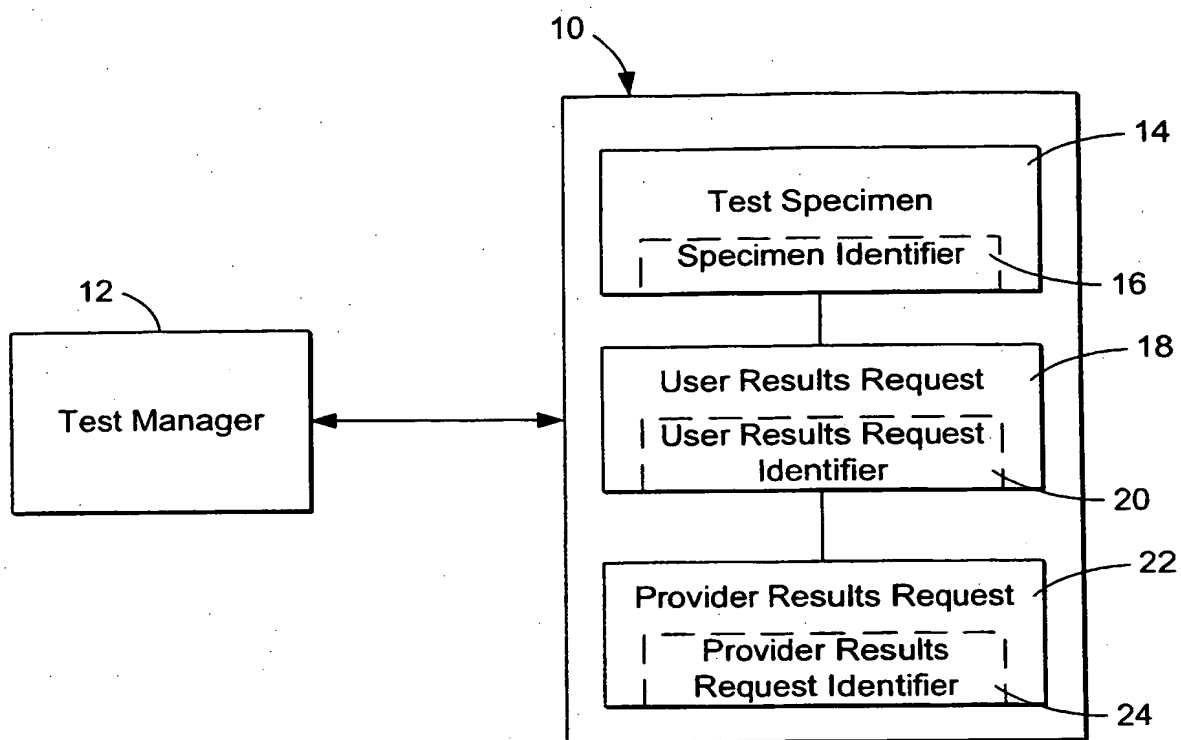 10
14
Test Specimen
Specimen Identifier
16
12
Test Manager
18
User Results Request
User Results Request
Identifier
20
22
Provider Results Request
Provider Results
Request Identifier
24